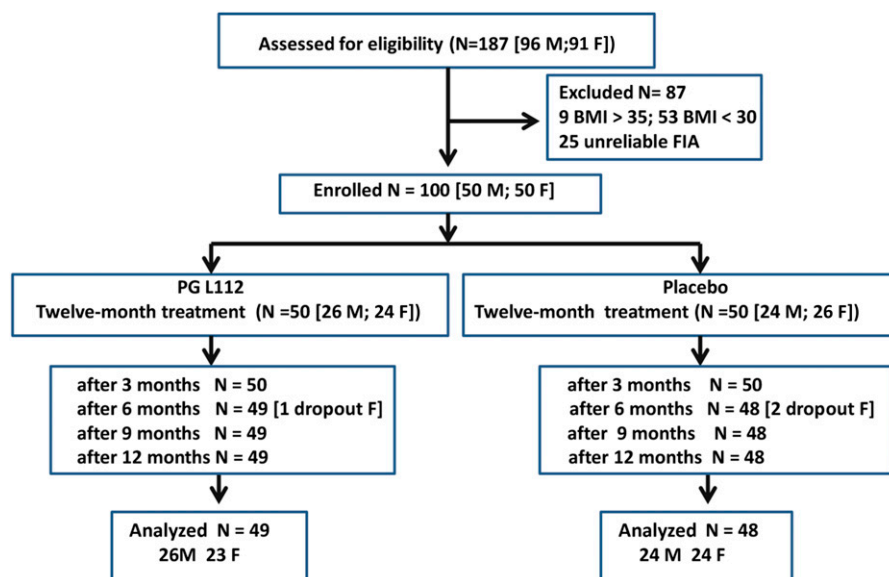 Assessed for eligibility (N=187 [96 M;91 F])
Excluded N= 87
9 BMI > 35; 53 BMI < 30
25 unreliable FIA
Enrolled N = 100 [50 M; 50 F]
PG L112
Twelve-month treatment (N =50 [26 M; 24 F])
Placebo
Twelve-month treatment (N =50 [24 M; 26 F])
after 3 months N = 50
after 6 months N = 49 [1 dropout F]
after 9 months N = 49
after 12 months N = 49
after 3 months N = 50
after 6 months N = 48 [2 dropout F]
after 9 months N = 48
after 12 months N = 48
Analyzed N = 49
26M 23 F
Analyzed N = 48
24 M 24 F